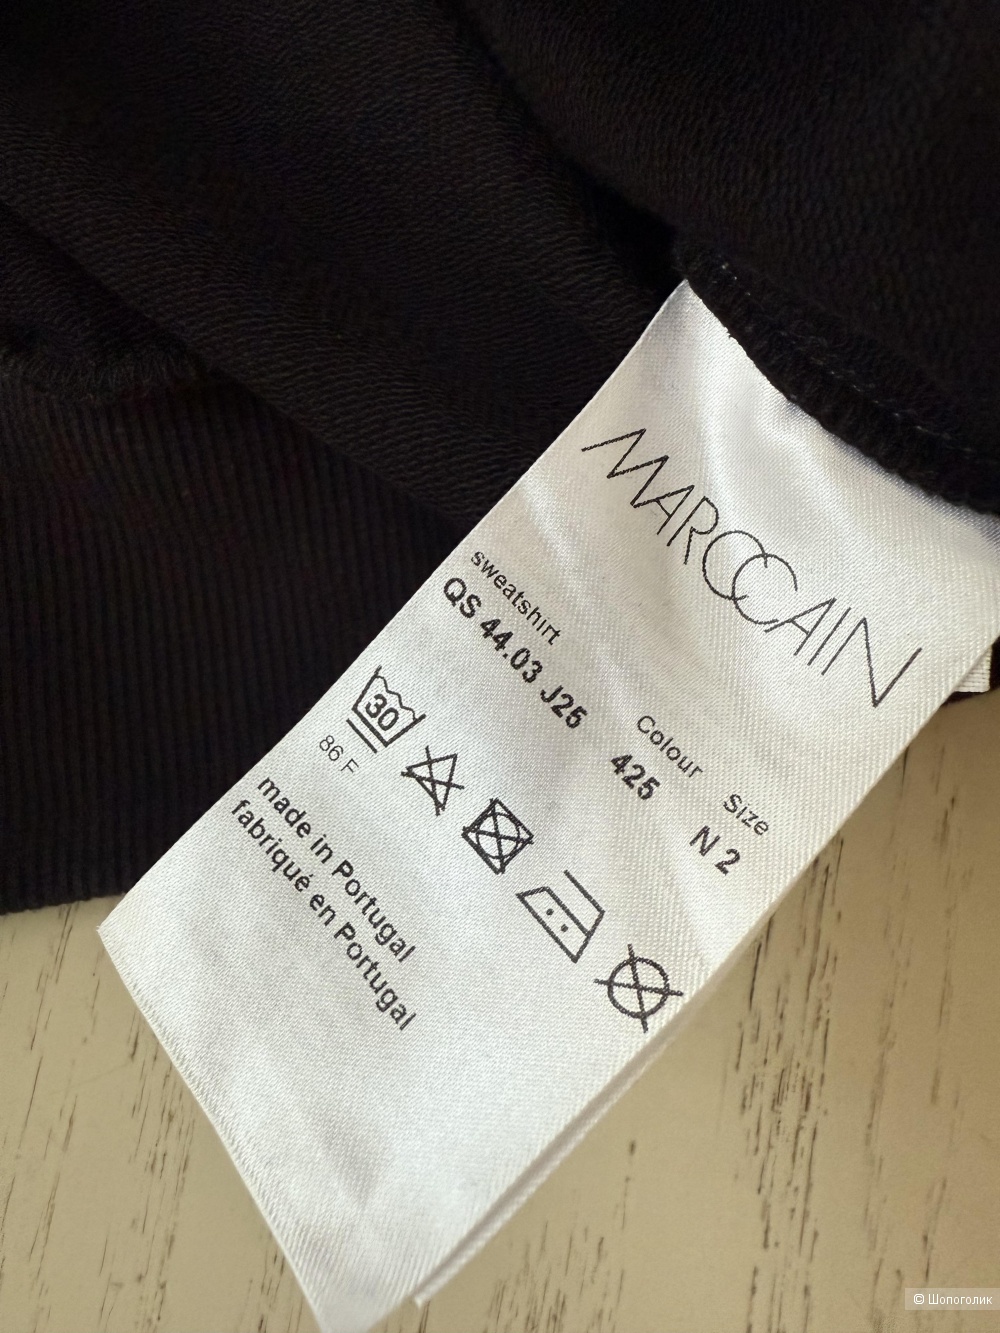 MARCCAIN
sweatshirt
QS 44.03 J25
Colour
425
Size
N 2
30
86 F
made in Portugal
fabriqué en Portugal
© Шопоголик